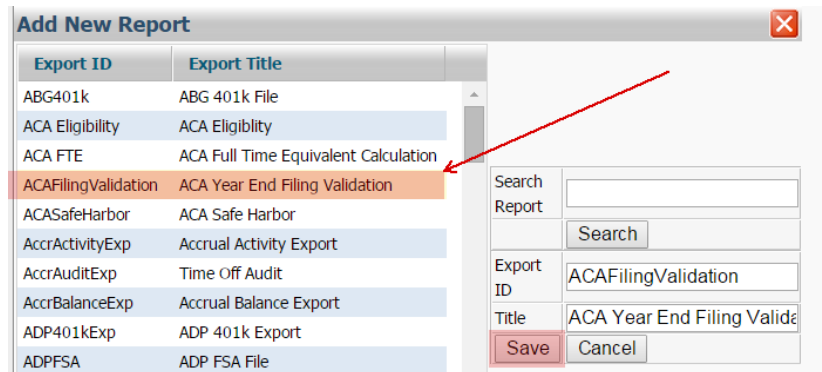 Add New Report
Export ID Export Title
ABG401k ABG 401k File
ACA Eligibility ACA Eligiblity
ACA FTE ACA Full Time Equivalent Calculation
ACAFilingValidation ACA Year End Filing Validation
ACASafeHarbor ACA Safe Harbor
AccrActivityExp Accrual Activity Export
AccrAuditExp Time Off Audit
AccrBalanceExp Accrual Balance Export
ADP401kExp ADP 401k Export
ADPFSA ADP FSA File
Search
Report
Search
Export
ID
ACAFilingValidation
Title ACA Year End Filing Valida
Save Cancel